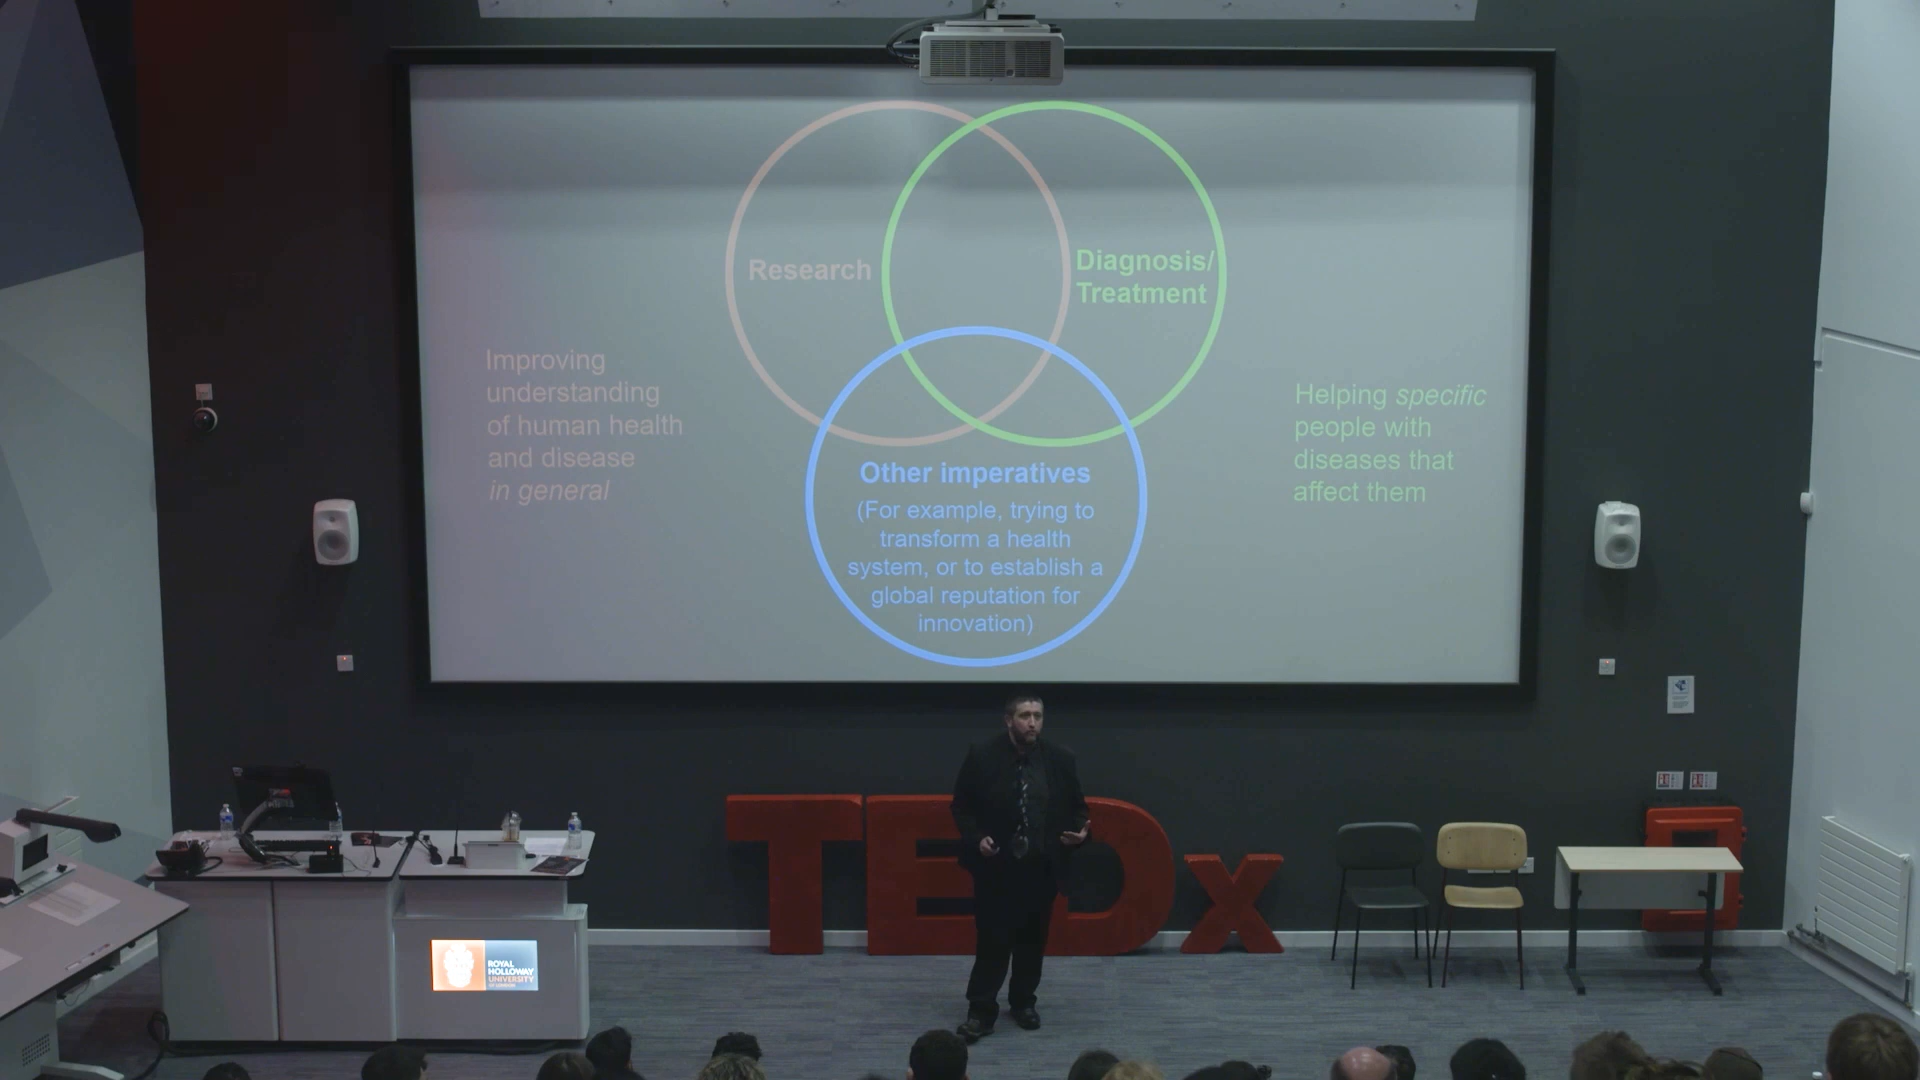 Research
Diagnosis/
Treatment
Improving
understanding
of human health
and disease
in general
Helping specific
people with
diseases that
affect them
Other imperatives
(For example, trying to
transform a health
system, or to establish a
global reputation for
innovation)
TEDx
ROYAL
HOLLOWAY
UNIVERSITY
OF LONDON